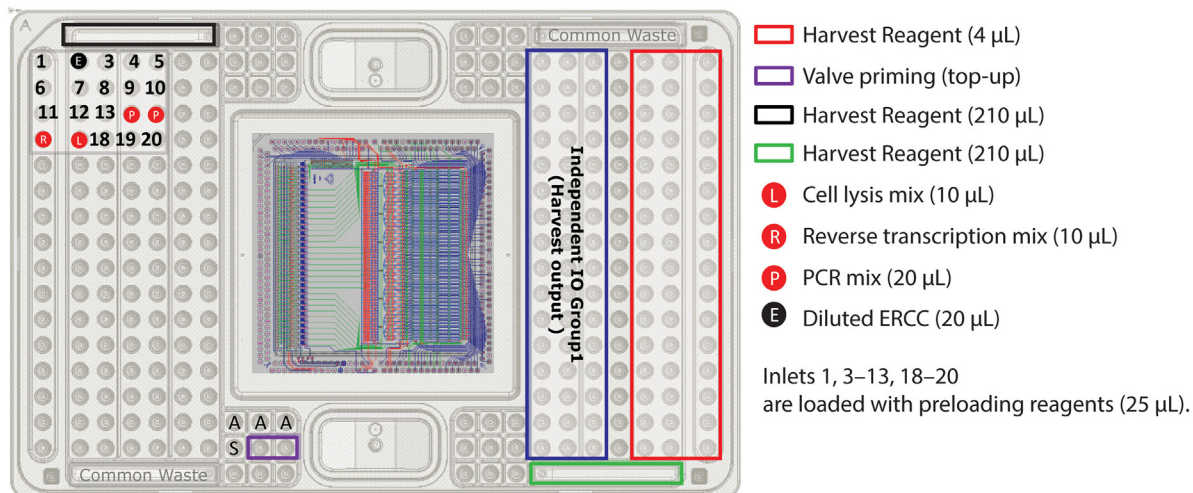 A
Common Waste
1 E 3 4 5
6 7 8 9 10
11 12 13 P P
R L 18 19 20
Independent IO Group1
(Harvest output )
A A A
S
Common Waste
Harvest Reagent (4 µL)
Valve priming (top-up)
Harvest Reagent (210 µL)
Harvest Reagent (210 µL)
L Cell lysis mix (10 µL)
R Reverse transcription mix (10 µL)
P PCR mix (20 µL)
E Diluted ERCC (20 µL)
Inlets 1, 3–13, 18–20
are loaded with preloading reagents (25 µL).